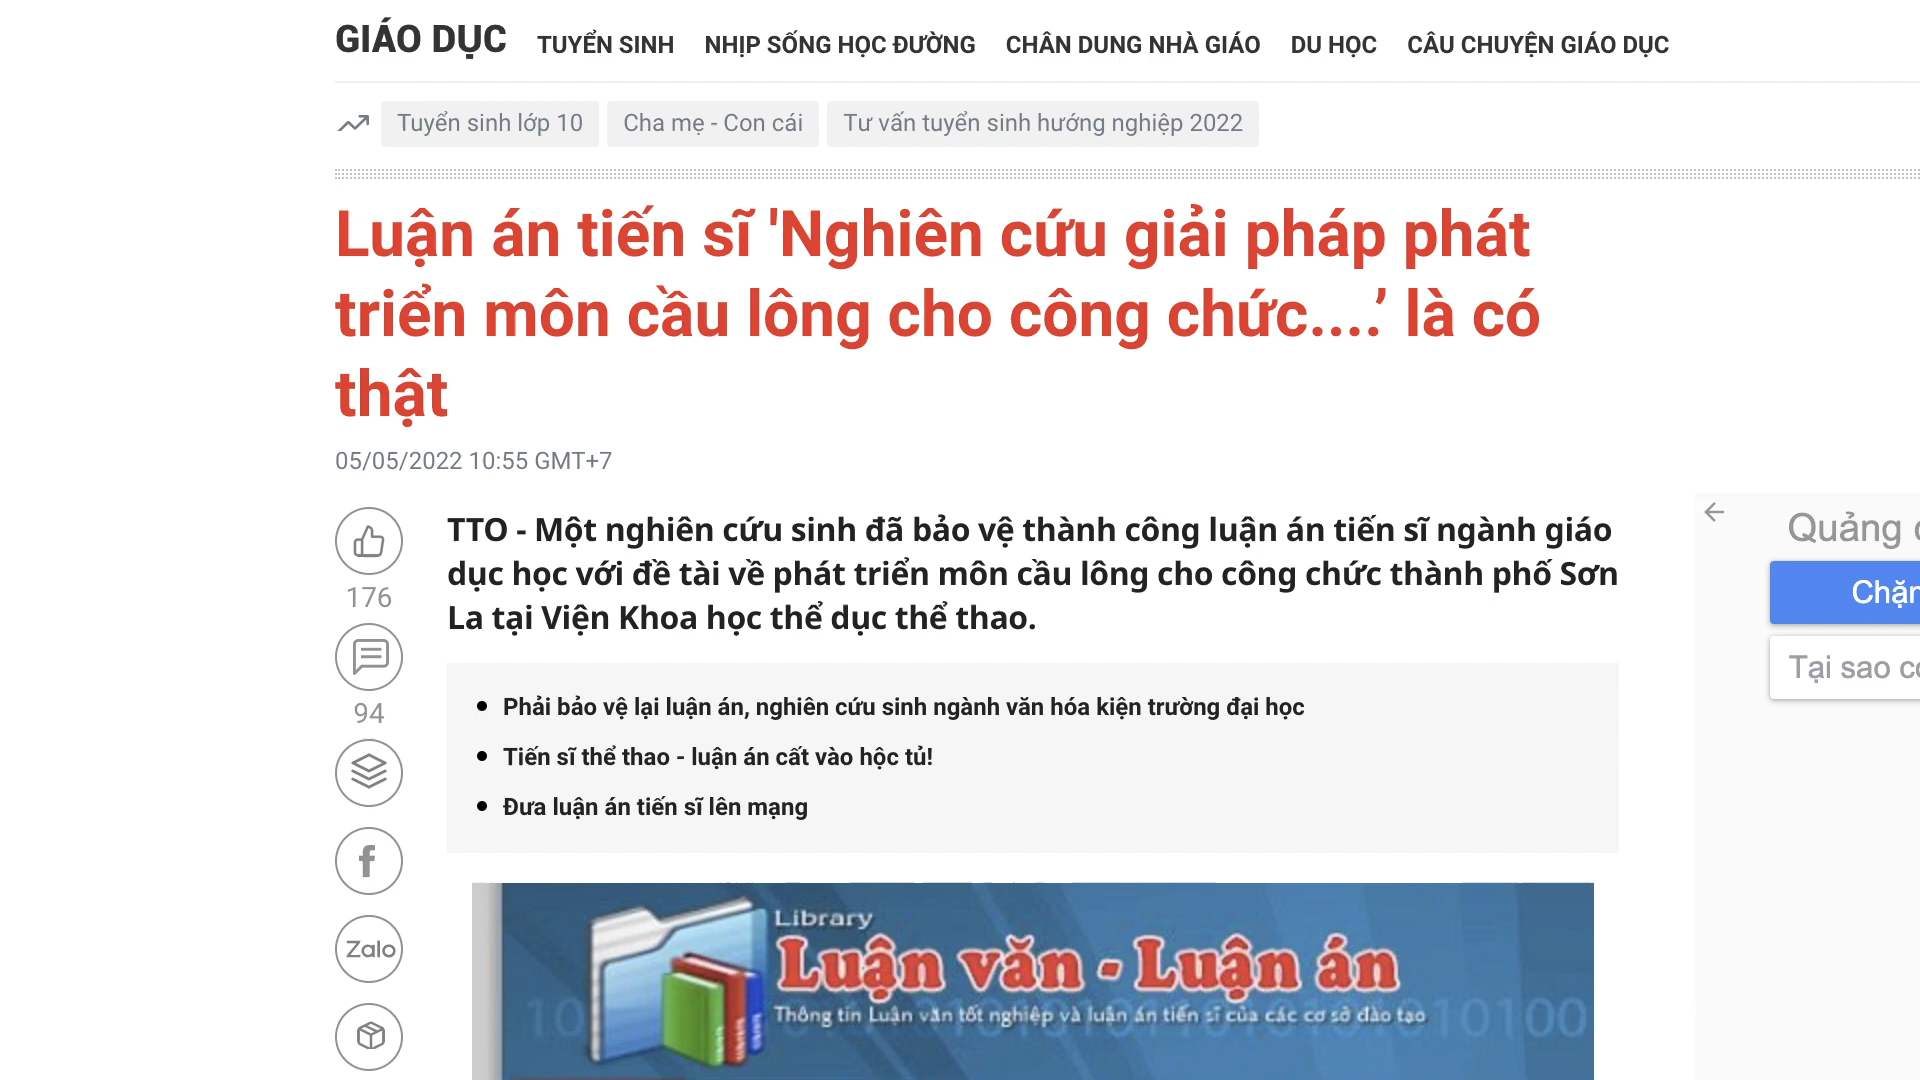 GIÁO DỤC TUYỂN SINH NHỊP SỐNG HỌC ĐƯỜNG CHÂN DUNG NHÀ GIÁO DU HỌC CÂU CHUYỆN GIÁO DỤC
Tuyển sinh lớp 10 Cha mẹ - Con cái Tư vấn tuyển sinh hướng nghiệp 2022
Luận án tiến sĩ 'Nghiên cứu giải pháp phát
triển môn cầu lông cho công chức....’ là có
thật
05/05/2022 10:55 GMT+7
176
94
Zalo
TTO - Một nghiên cứu sinh đã bảo vệ thành công luận án tiến sĩ ngành giáo
dục học với đề tài về phát triển môn cầu lông cho công chức thành phố Sơn
La tại Viện Khoa học thể dục thể thao.
Phải bảo vệ lại luận án, nghiên cứu sinh ngành văn hóa kiện trường đại học
Tiến sĩ thể thao - luận án cất vào hộc tủ!
Đưa luận án tiến sĩ lên mạng
Library
Luận văn - Luận án
Thông tin Luận văn tốt nghiệp và luận án tiến sĩ của các cơ sở đào tạo
Quảng
Tại sao